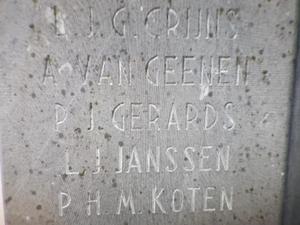 J. G. CRIJNS
A. VAN GEENEN
P. J. GERARDS
L. J. JANSSEN
P. H. M. KOTEN